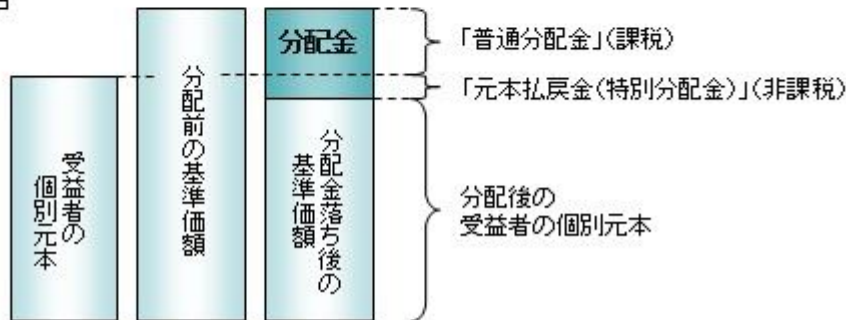 分配金
「普通分配金」(課税)
「元本払戻金(特別分配金)」(非課税)
受益者の
個別元本
分配前の基準価額
分配金落ち後の
基準価額
分配後の
受益者の個別元本